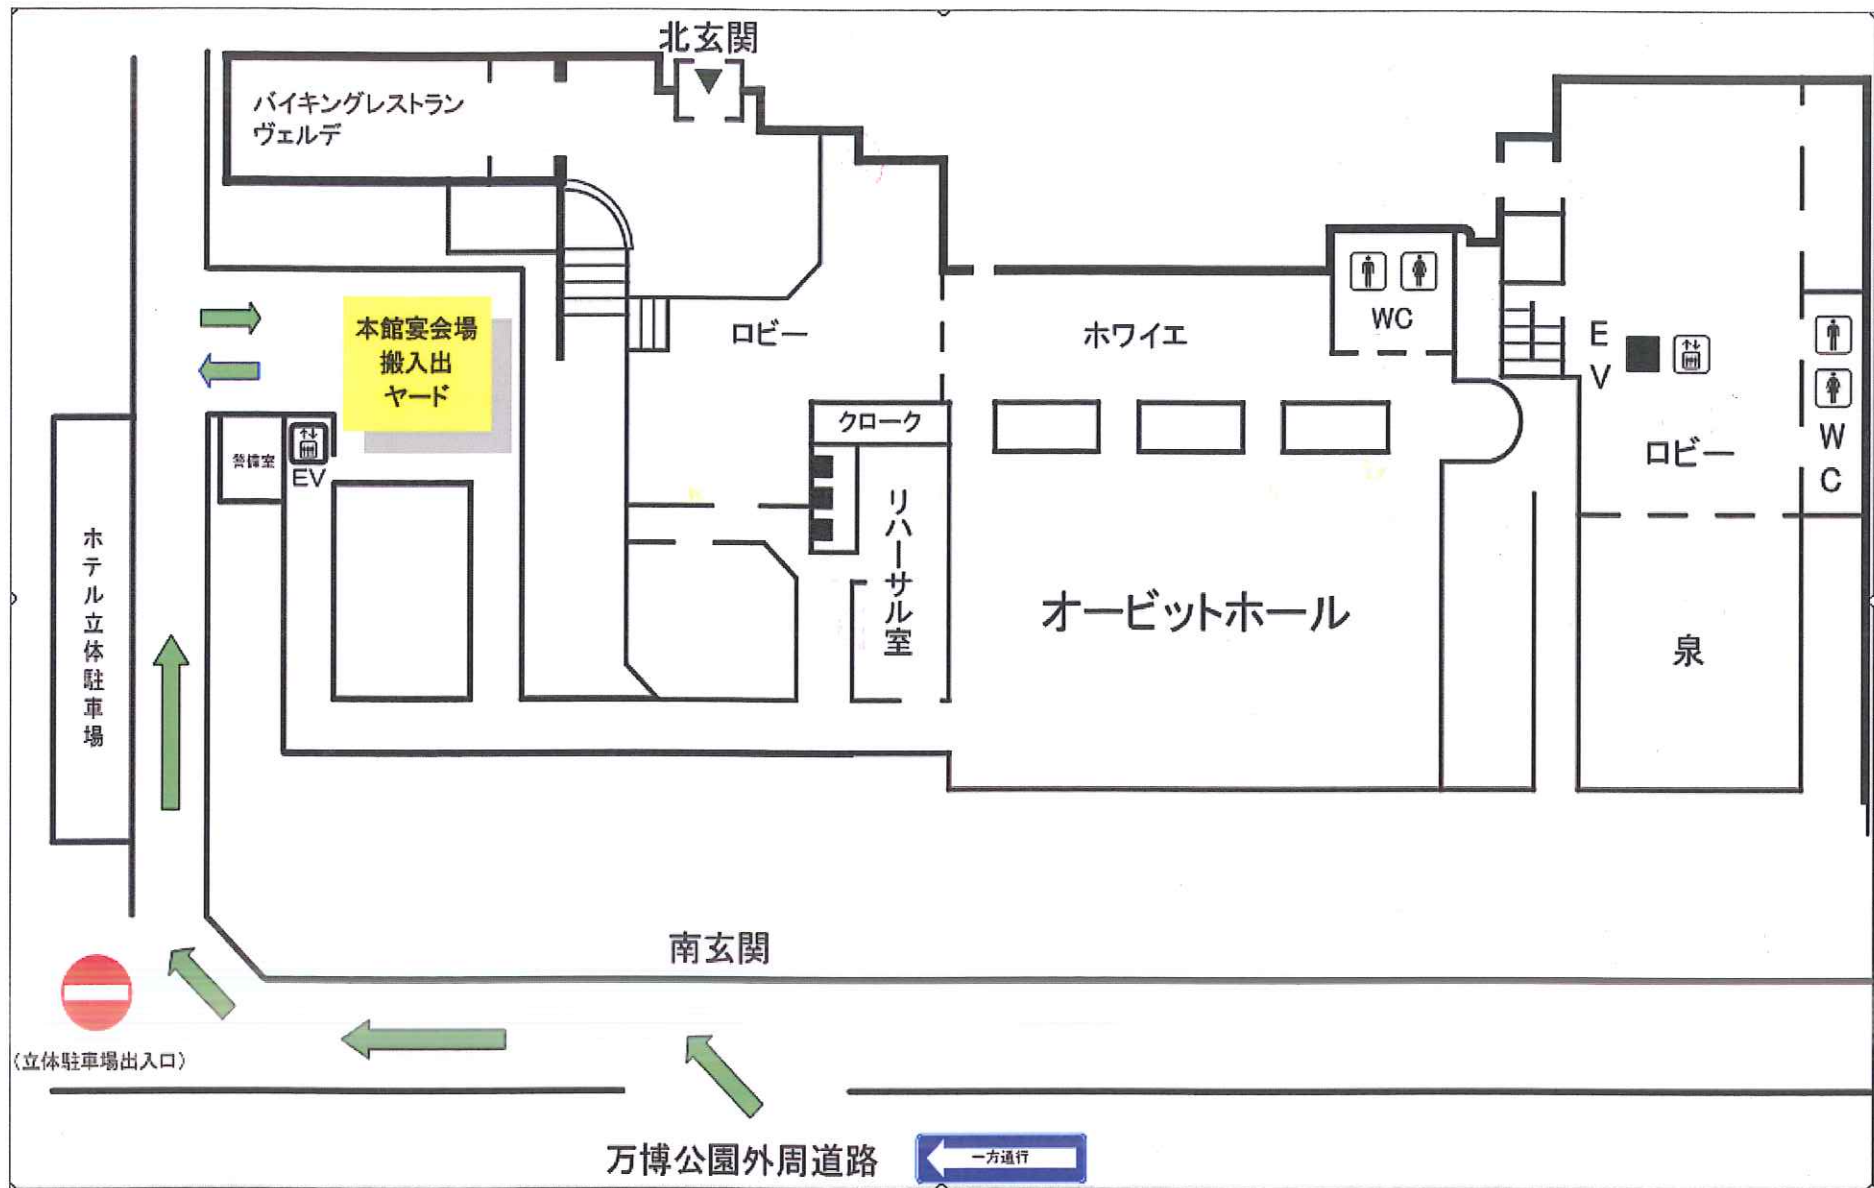 北玄関
バイキングレストラン
ヴェルデ
本館宴会場
搬入出
ヤード
ロビー
ホワイエ
WC
EV
クローク
警備室
EV
ロビー
WC
リハーサル室
ホテル立体駐車場
オービットホール
泉
南玄関
(立体駐車場出入口)
万博公園外周道路
一方通行